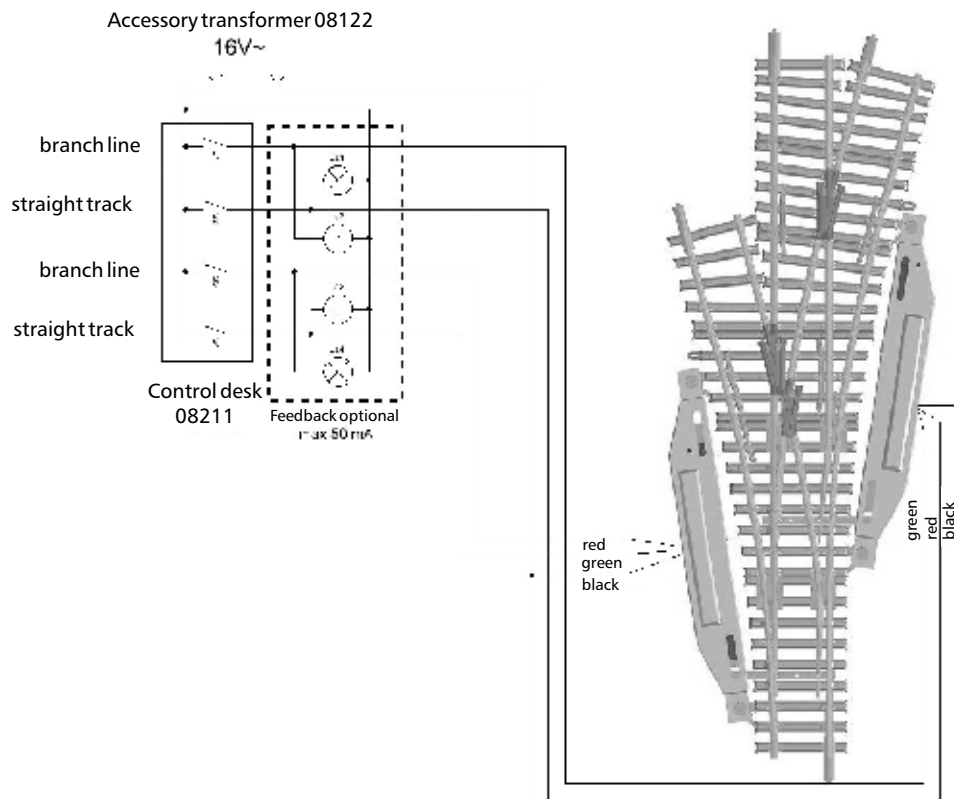 Accessory transformer 08122
16V~
branch line
straight track
branch line
straight track
Control desk
08211
Feedback optional
max 50 mA
red
green
black
green
red
black